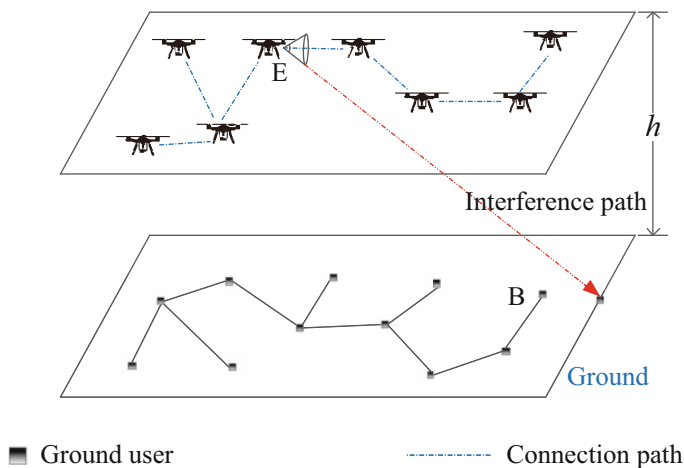 E
h
Interference path
B
Ground
Ground user
Connection path